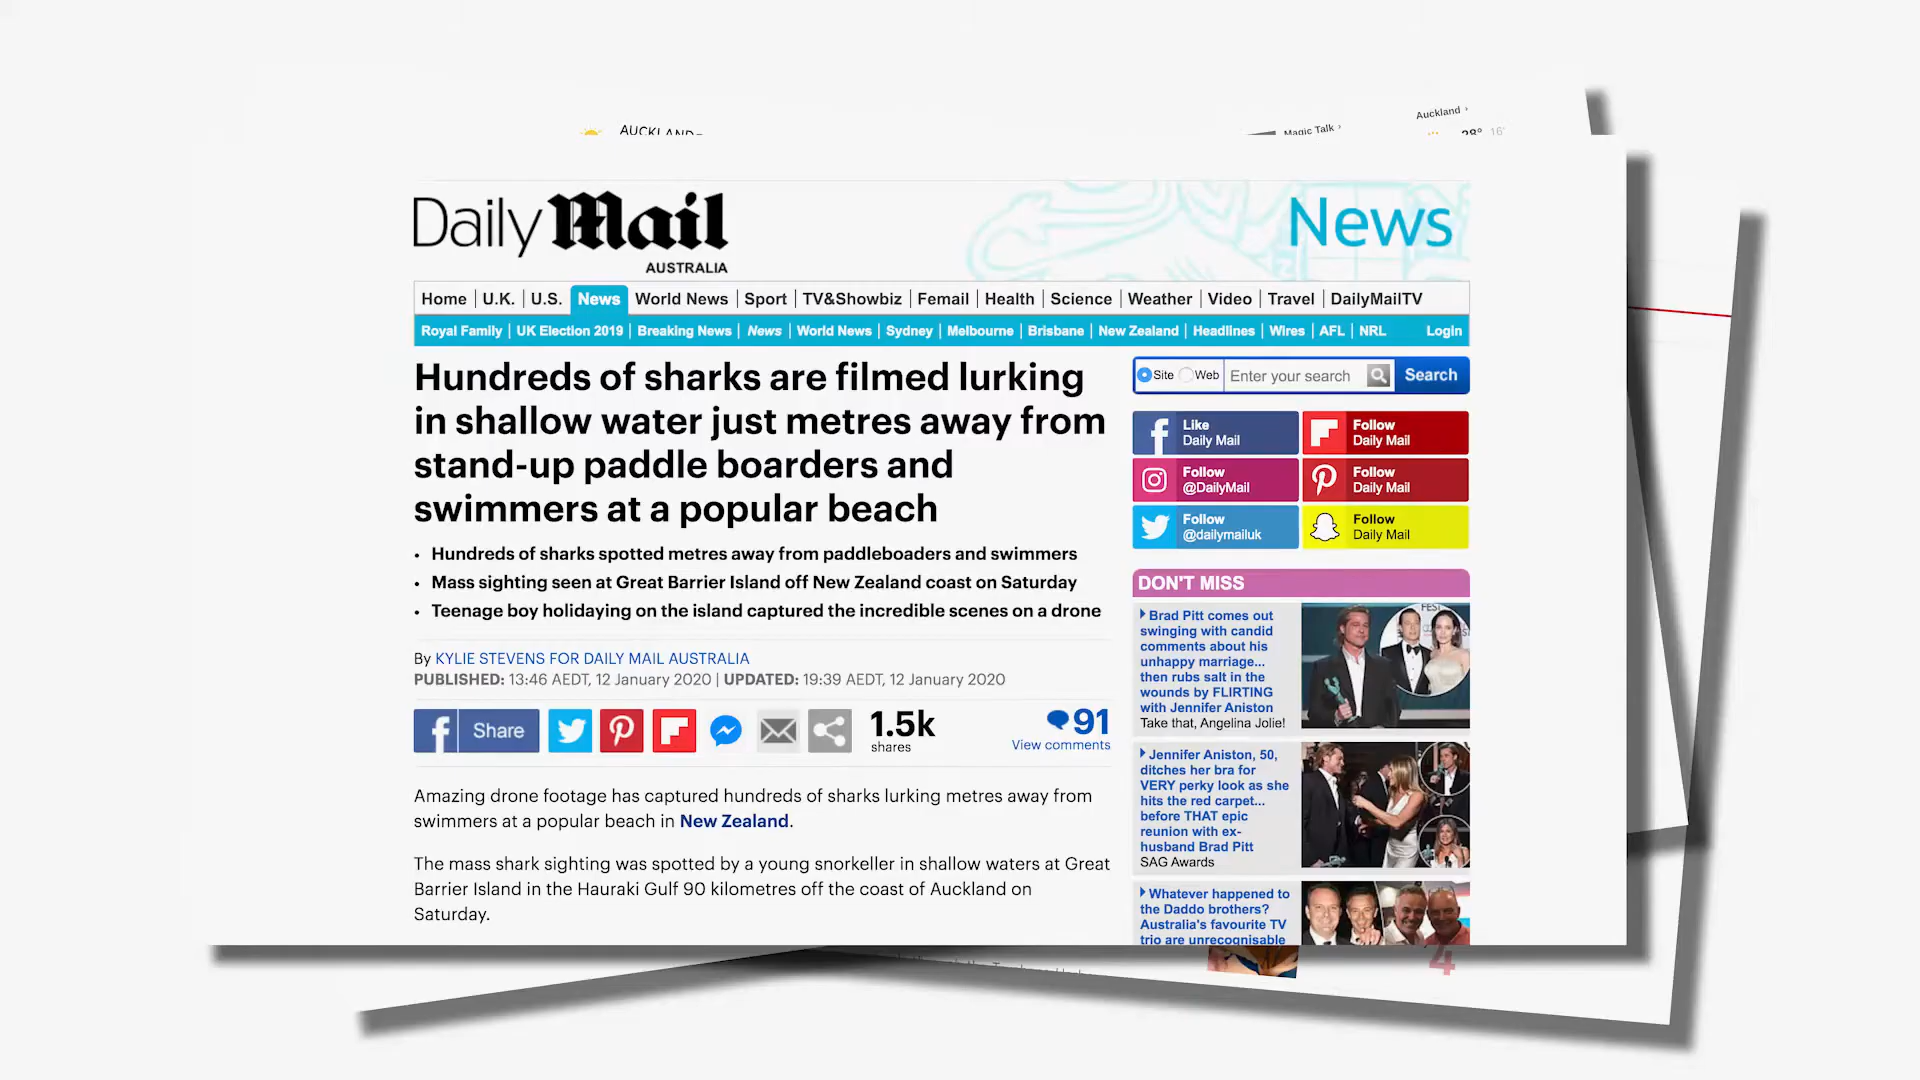 Auckland ›
AUCKLAND
Magic Talk ›
28° 16°
Daily Mail
AUSTRALIA
News
Home | U.K. | U.S. | News | World News | Sport | TV&Showbiz | Femail | Health | Science | Weather | Video | Travel | DailyMailTV
Royal Family | UK Election 2019 | Breaking News | News | World News | Sydney | Melbourne | Brisbane | New Zealand | Headlines | Wires | AFL | NRL Login
Hundreds of sharks are filmed lurking
in shallow water just metres away from
stand-up paddle boarders and
swimmers at a popular beach
• Hundreds of sharks spotted metres away from paddleboaders and swimmers
• Mass sighting seen at Great Barrier Island off New Zealand coast on Saturday
• Teenage boy holidaying on the island captured the incredible scenes on a drone
By KYLIE STEVENS FOR DAILY MAIL AUSTRALIA
PUBLISHED: 13:46 AEDT, 12 January 2020 | UPDATED: 19:39 AEDT, 12 January 2020
Share
1.5k
shares
91
View comments
Amazing drone footage has captured hundreds of sharks lurking metres away from
swimmers at a popular beach in New Zealand.
The mass shark sighting was spotted by a young snorkeller in shallow waters at Great
Barrier Island in the Hauraki Gulf 90 kilometres off the coast of Auckland on
Saturday.
Site Web Enter your search Search
Like
Daily Mail
Follow
Daily Mail
Follow
@DailyMail
Follow
Daily Mail
Follow
@dailymailuk
Follow
Daily Mail
DON'T MISS
Brad Pitt comes out
swinging with candid
comments about his
unhappy marriage...
then rubs salt in the
wounds by FLIRTING
with Jennifer Aniston
Take that, Angelina Jolie!
Jennifer Aniston, 50,
ditches her bra for
VERY perky look as she
hits the red carpet...
before THAT epic
reunion with ex-
husband Brad Pitt
SAG Awards
Whatever happened to
the Daddo brothers?
Australia's favourite TV
trio are unrecognisable
4